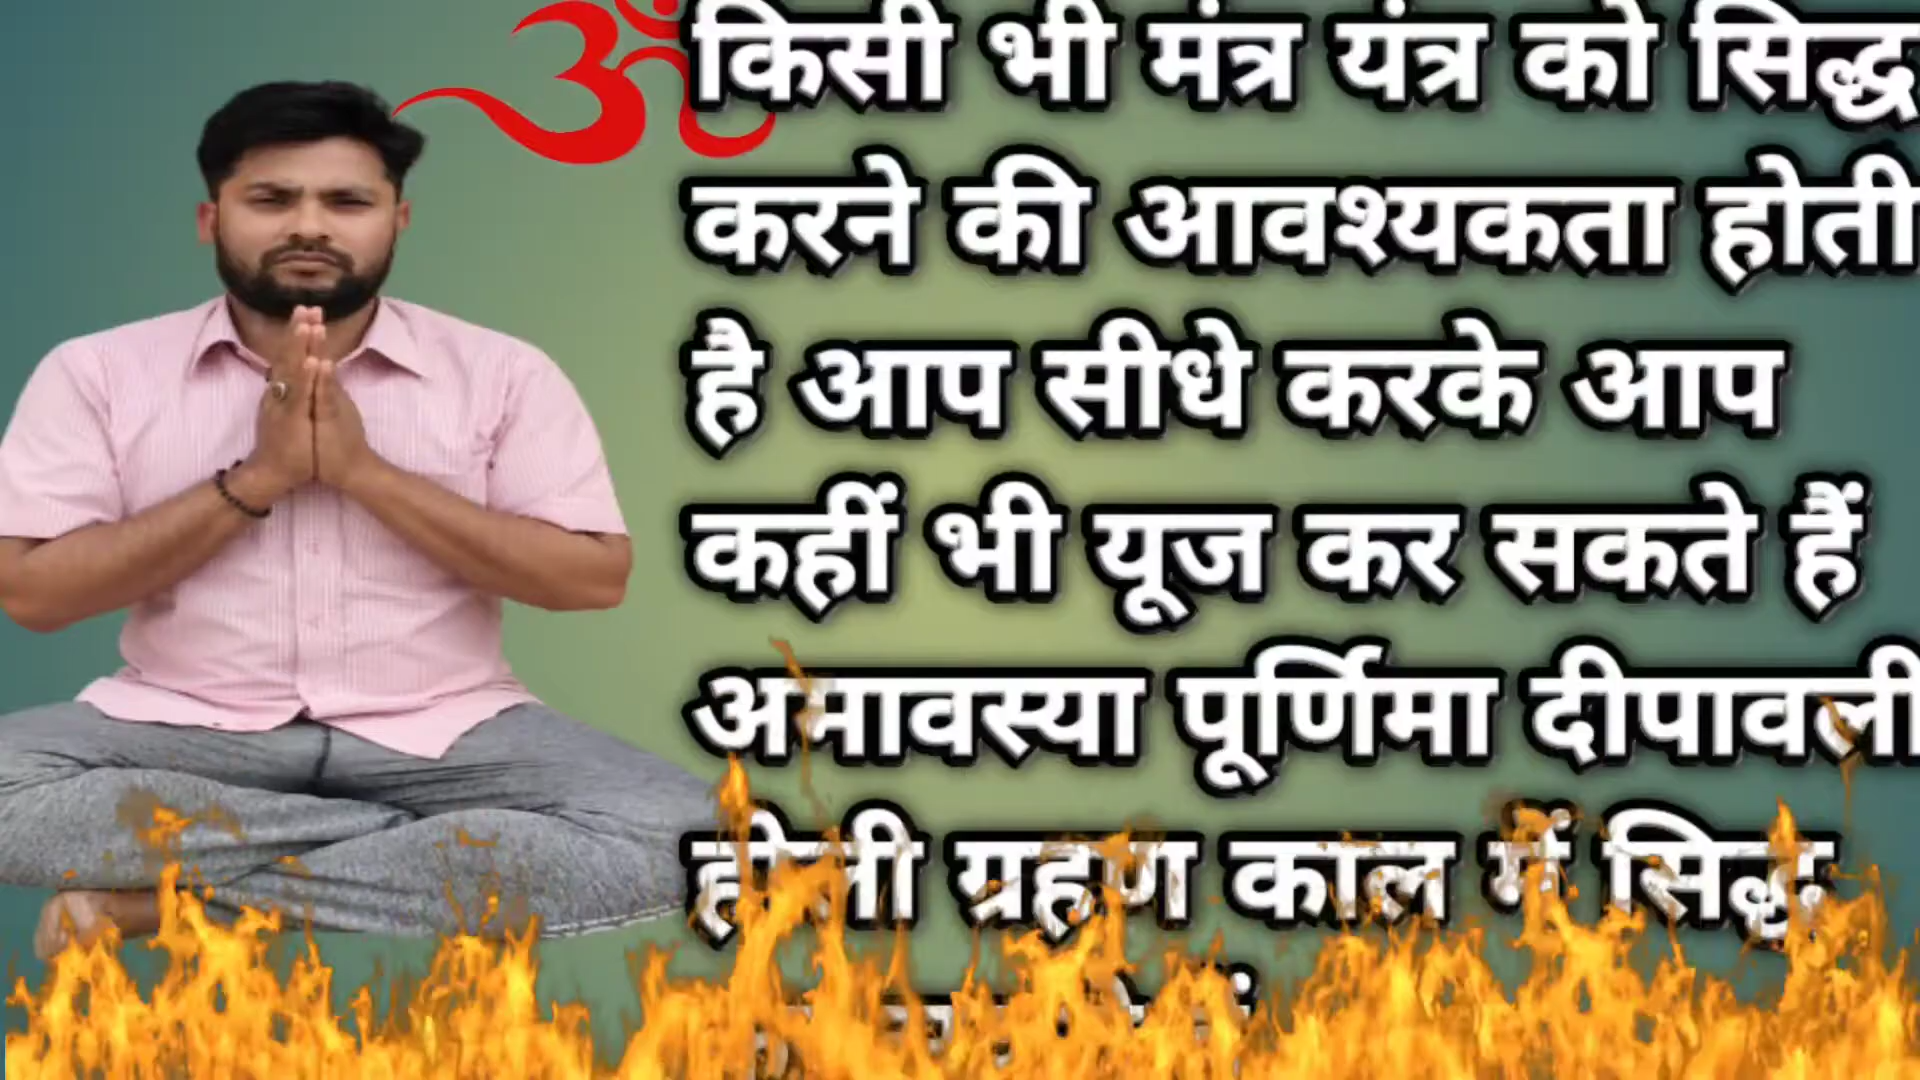 ॐ
किसी भी मंत्र यंत्र को सिद्ध
करने की आवश्यकता होती
है आप सीधे करके आप
कहीं भी यूज कर सकते हैं
अमावस्या पूर्णिमा दीपावली
होली ग्रहण काल में सिद्ध